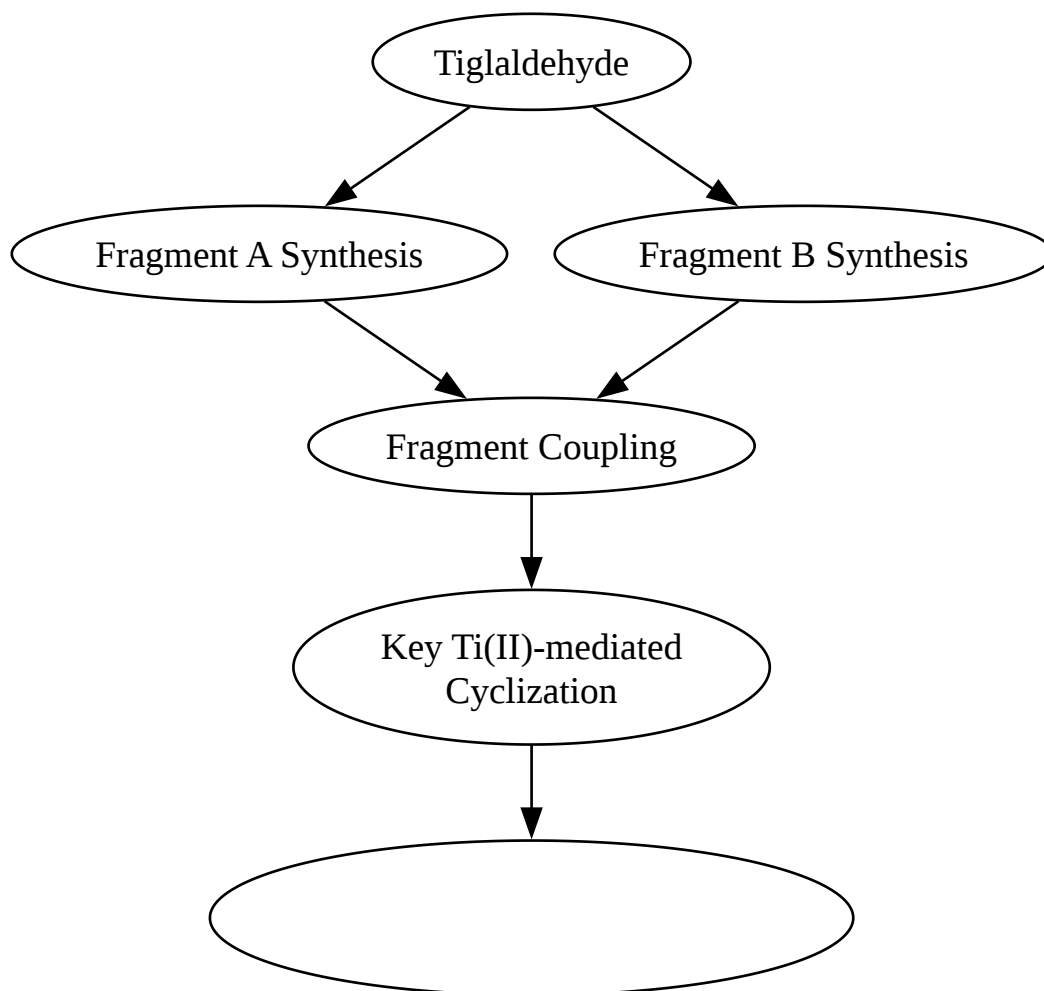 Tiglaldehyde
Fragment A Synthesis
Fragment B Synthesis
Fragment Coupling
Key Ti(II)-mediated
Cyclization